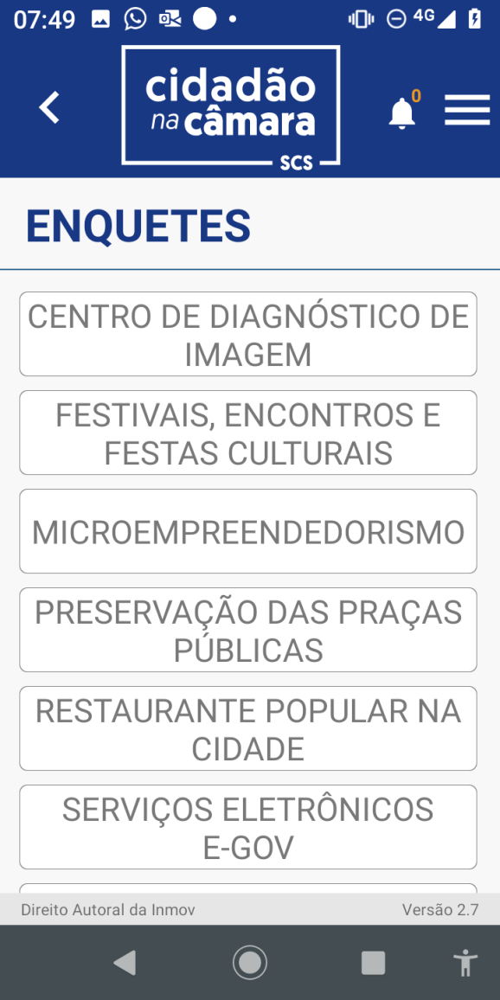 07:49
4G
cidadão
na câmara
SCS
0
ENQUETES
CENTRO DE DIAGNÓSTICO DE
IMAGEM
FESTIVAIS, ENCONTROS E
FESTAS CULTURAIS
MICROEMPREENDEDORISMO
PRESERVAÇÃO DAS PRAÇAS
PÚBLICAS
RESTAURANTE POPULAR NA
CIDADE
SERVIÇOS ELETRÔNICOS
E-GOV
Direito Autoral da Inmov
Versão 2.7